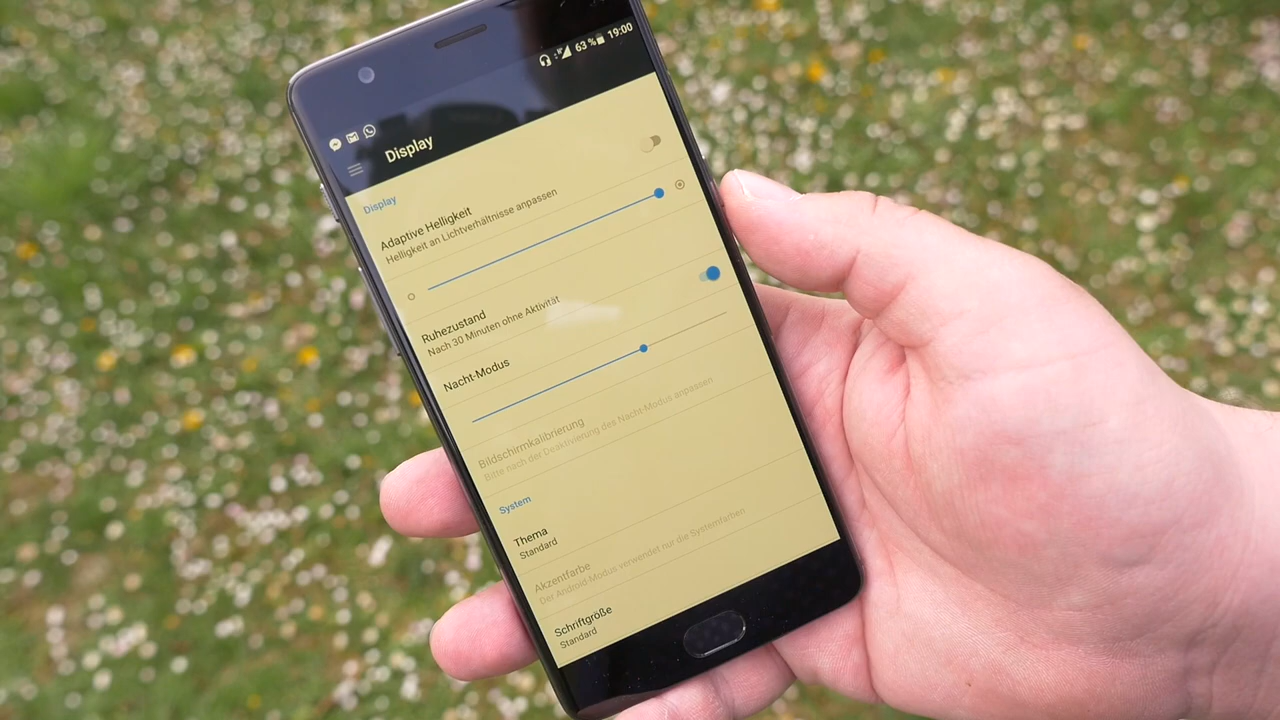 63 % 19:00
Display
Display
Adaptive Helligkeit
Helligkeit an Lichtverhältnisse anpassen
Ruhezustand
Nach 30 Minuten ohne Aktivität
Nacht-Modus
Bildschirmkalibrierung
Bitte nach der Deaktivierung des Nacht-Modus anpassen
System
Thema
Standard
Akzentfarbe
Der Android-Modus verwendet nur die Systemfarben
Schriftgröße
Standard